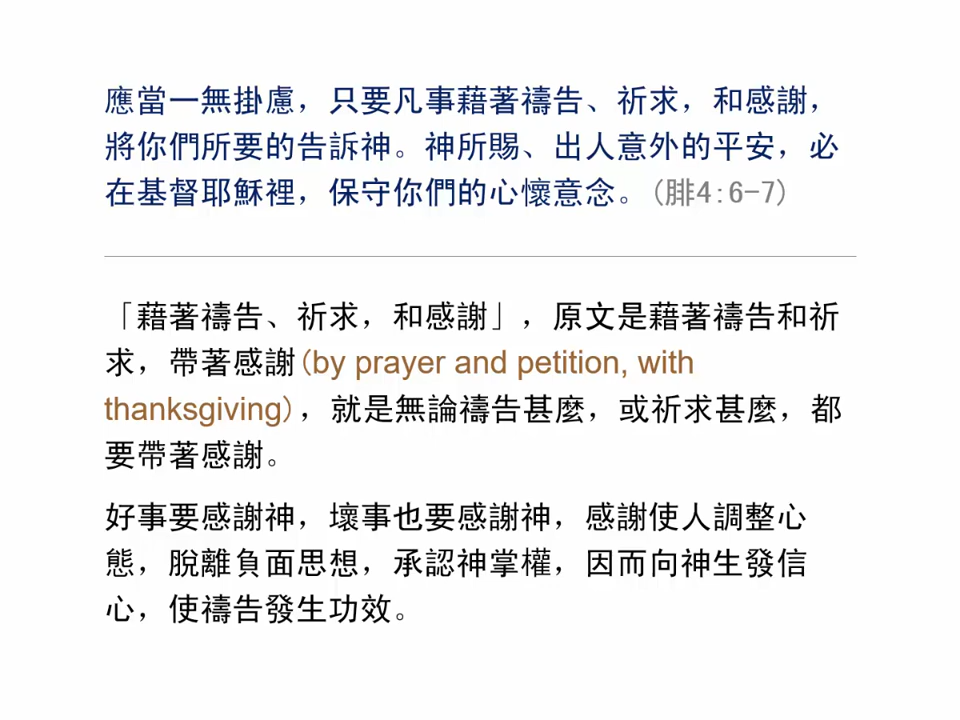 應當一無掛慮，只要凡事藉著禱告、祈求，和感謝，
將你們所要的告訴神。神所賜、出人意外的平安，必
在基督耶穌裡，保守你們的心懷意念。(腓4:6-7)
「藉著禱告、祈求，和感謝」，原文是藉著禱告和祈
求，帶著感謝(by prayer and petition, with
thanksgiving)，就是無論禱告甚麼，或祈求甚麼，都
要帶著感謝。
好事要感謝神，壞事也要感謝神，感謝使人調整心
態，脫離負面思想，承認神掌權，因而向神生發信
心，使禱告發生功效。